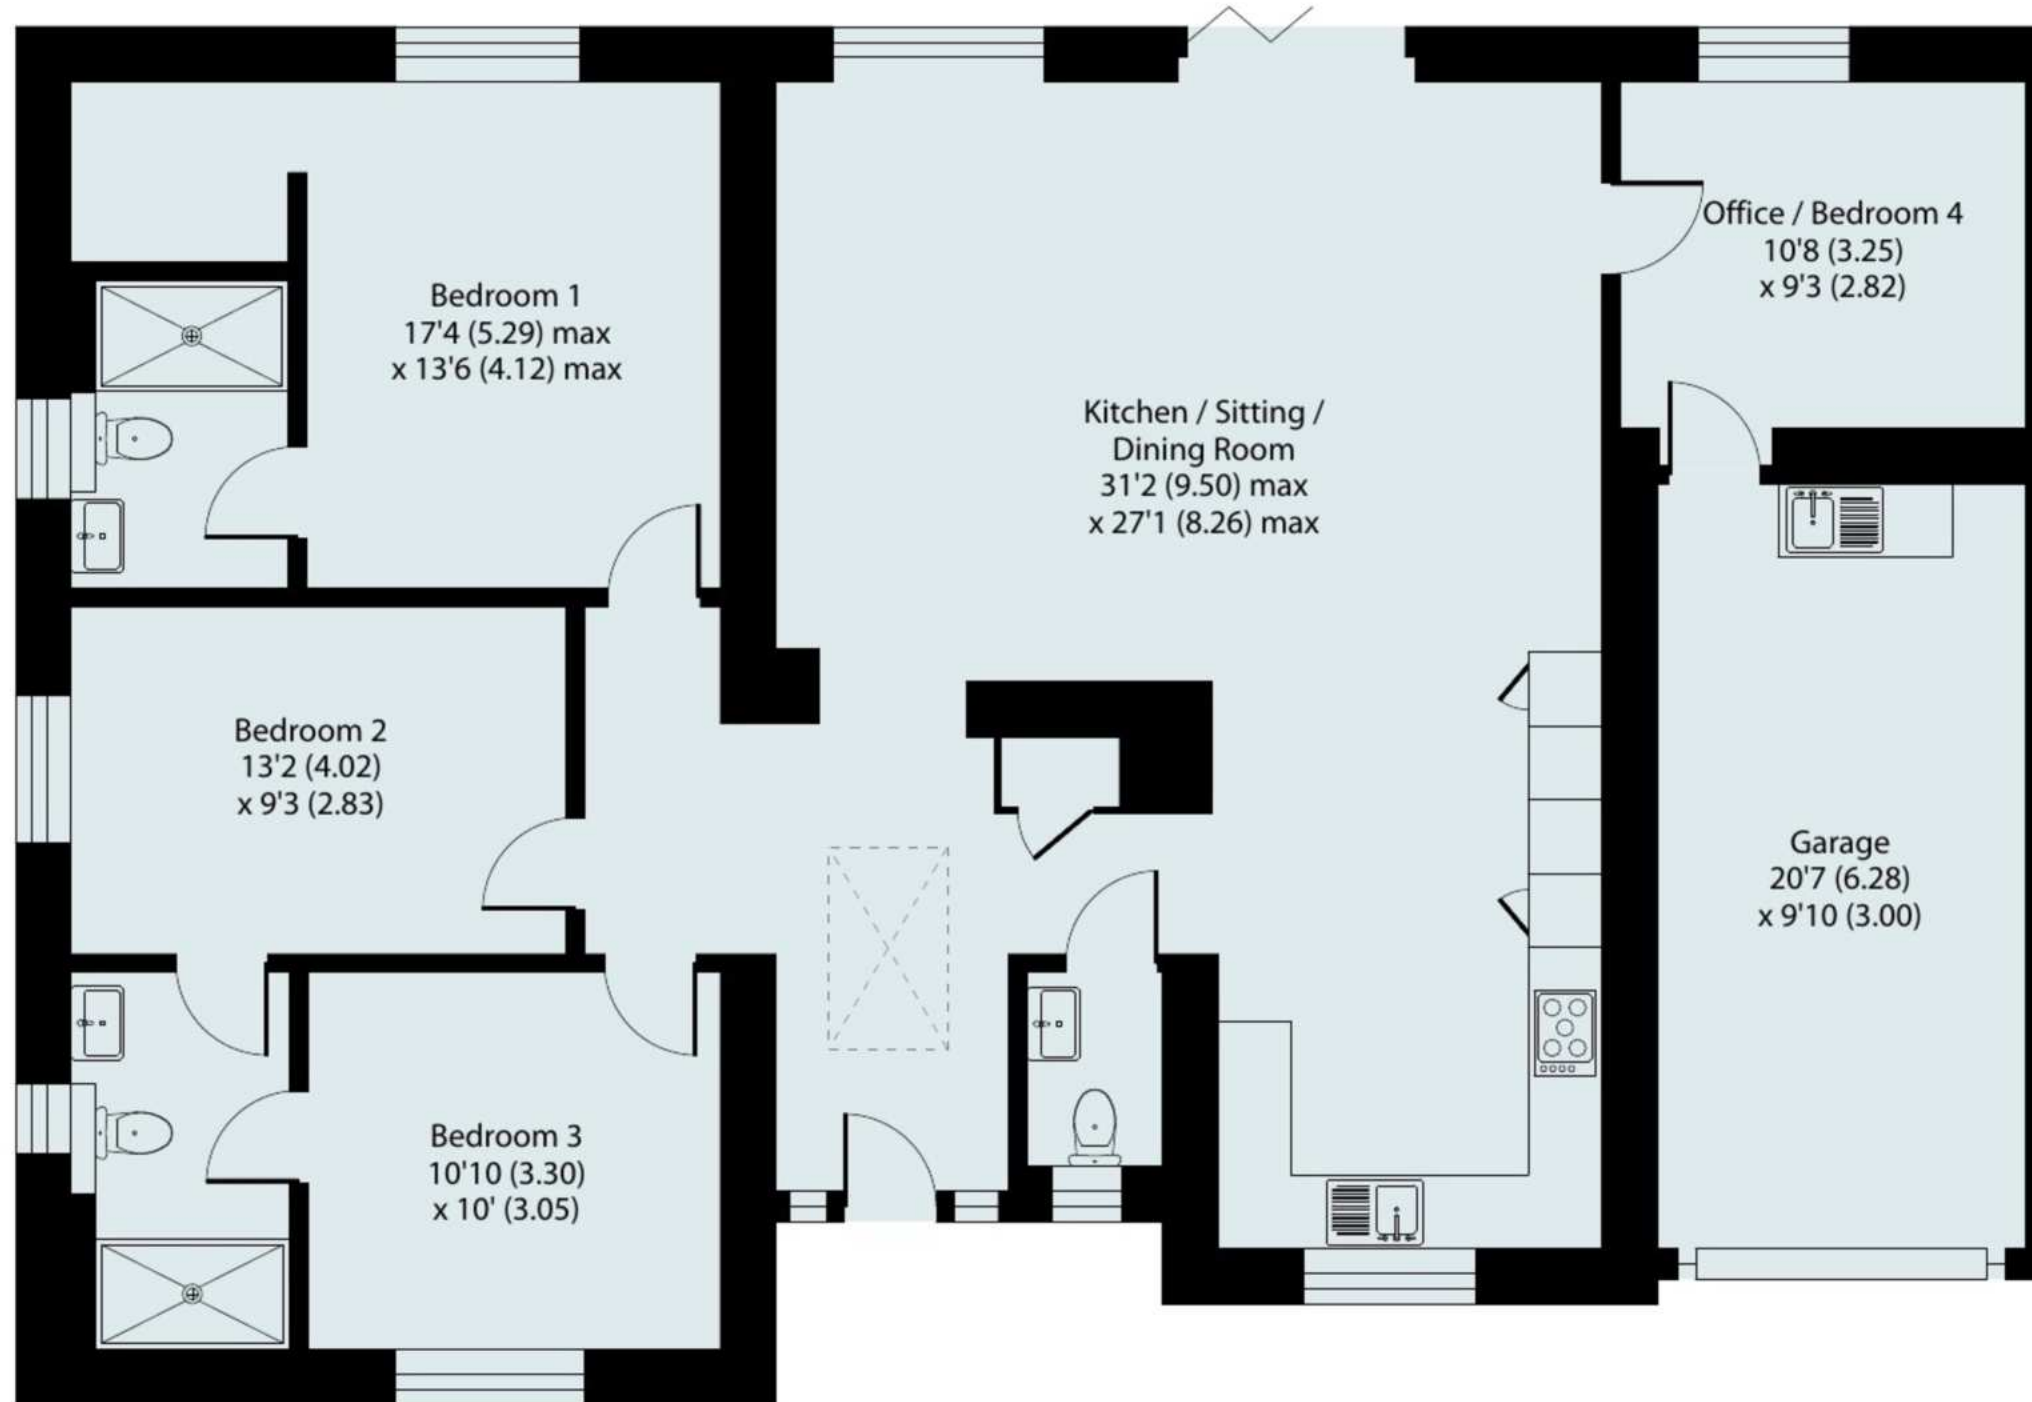 Bedroom 1
17'4 (5.29) max
x 13'6 (4.12) max
Kitchen / Sitting /
Dining Room
31'2 (9.50) max
x 27'1 (8.26) max
Office / Bedroom 4
10'8 (3.25)
x 9'3 (2.82)
Bedroom 2
13'2 (4.02)
x 9'3 (2.83)
Garage
20'7 (6.28)
x 9'10 (3.00)
Bedroom 3
10'10 (3.30)
x 10' (3.05)